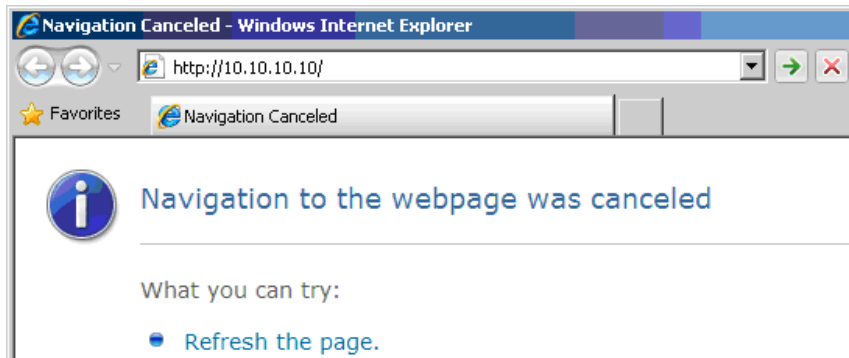 Navigation Canceled - Windows Internet Explorer
http://10.10.10.10/
Favorites
Navigation Canceled
Navigation to the webpage was canceled
What you can try:
Refresh the page.